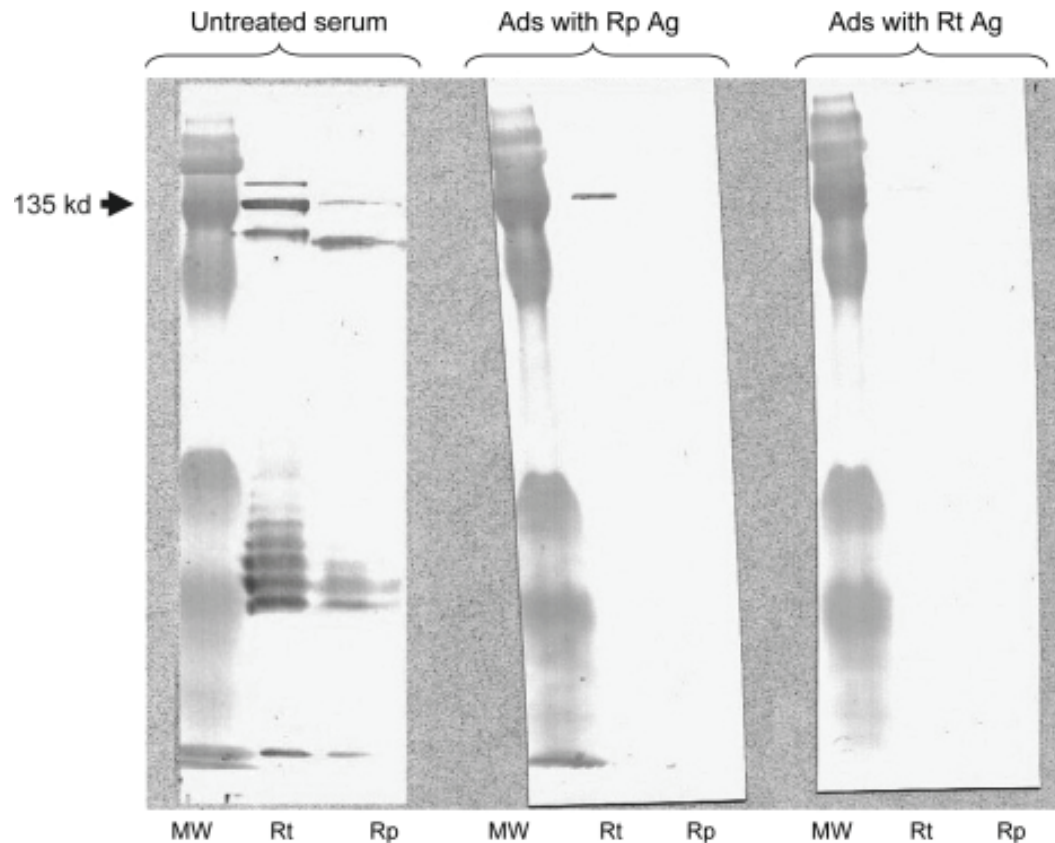 Untreated serum Ads with Rp Ag Ads with Rt Ag
135 kd
MW Rt Rp MW Rt Rp MW Rt Rp